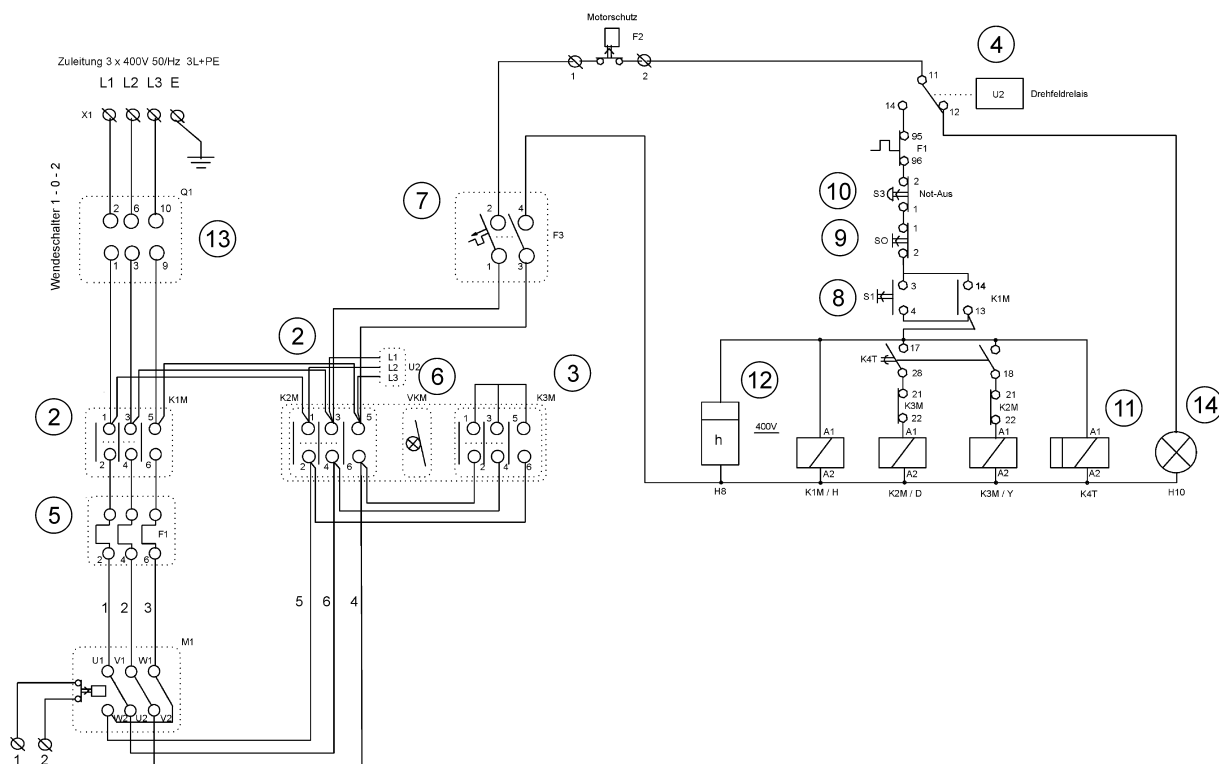 Motorschutz
F2
1
2
Zuleitung 3 x 400V 50/Hz 3L+PE
L1 L2 L3 E
X1
Wendeschalter 1 - 0 - 2
Q1
2 6 10
1 3 9
13
4
11
U2
Drehfeldrelais
12
14
95
F1
96
10
2
S3
Not-Aus
1
9
1
SO
2
8
3
14
S1
K1M
4
13
7
2 4
F3
1 3
2
L1
L2
L3
U2
6
3
K2M
VKM
K3M
1 3 5
1 3 5
2 4 6
2 4 6
2
K1M
1 3 5
2 4 6
5
F1
2 4 6
1 2 3
5 6 4
M1
U1 V1 W1
W2 U2 V2
1 2
17
K4T
28
18
21
K3M
22
21
K2M
22
12
h
400V
11
14
A1
A1
A1
A1
A2
A2
A2
A2
H8
K1M / H
K2M / D
K3M / Y
K4T
H10